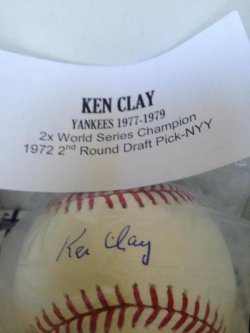 KEN CLAY
YANKEES 1977-1979
2x World Series Champion
1972 2nd Round Draft Pick-NYY
Ken Clay